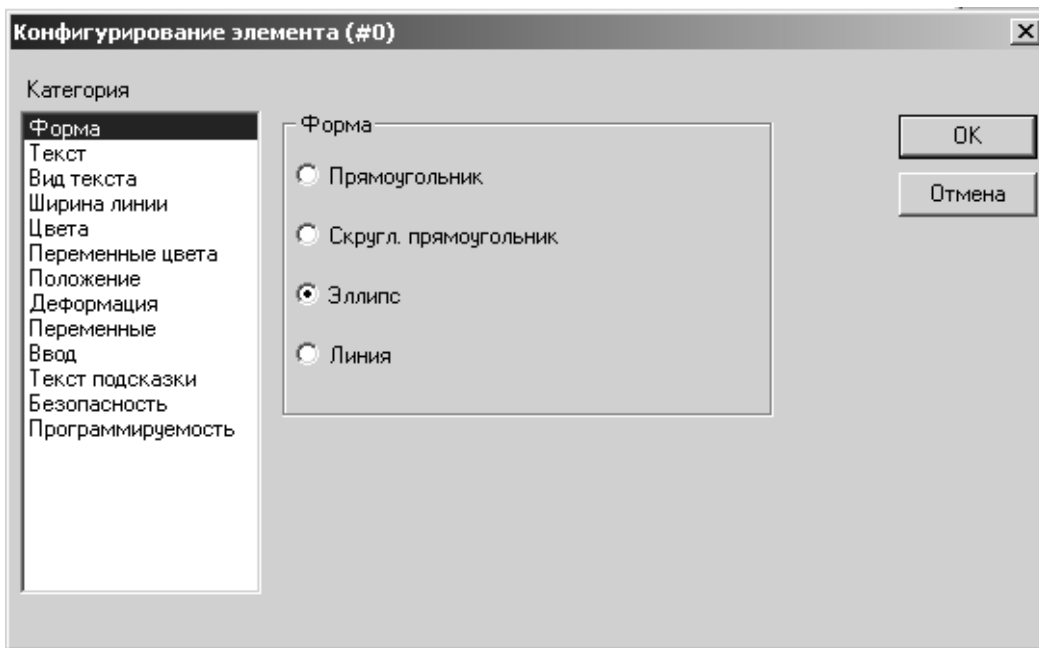 Конфигурирование элемента (#0)
Категория
Форма
Текст
Вид текста
Ширина линии
Цвета
Переменные цвета
Положение
Деформация
Переменные
Ввод
Текст подсказки
Безопасность
Программируемость
Форма
Прямоугольник
Скругл. прямоугольник
Эллипс
Линия
OK
Отмена